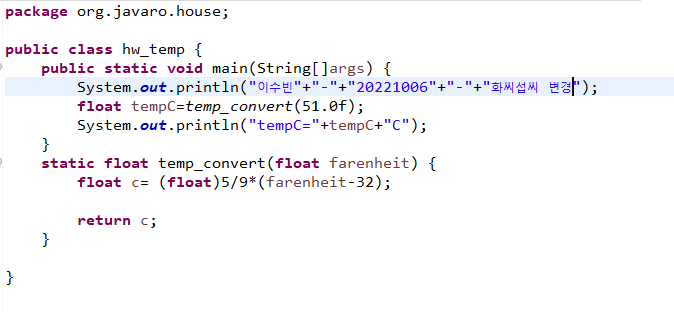 package org.javaro.house;
public class hw_temp {
public static void main(String[]args) {
System.out.println("이수빈"+"-"+"20221006"+"-"+"화씨섭씨 변경");
float tempC=temp_convert(51.0f);
System.out.println("tempC="+tempC+"C");
}
static float temp_convert(float farenheit) {
float c= (float)5/9*(farenheit-32);
return c;
}
}